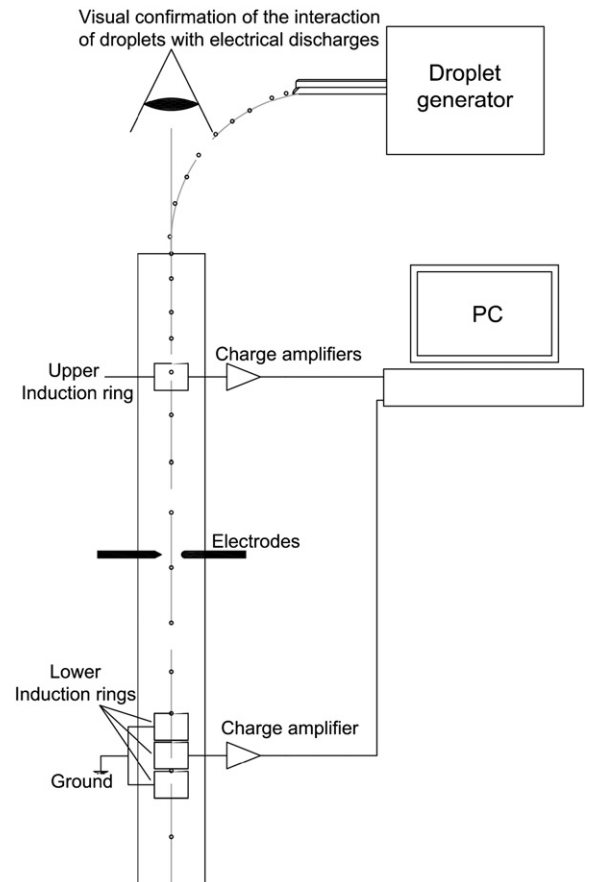 Visual confirmation of the interaction
of droplets with electrical discharges
Droplet
generator
PC
Charge amplifiers
Upper
Induction ring
Electrodes
Lower
Induction rings
Charge amplifier
Ground